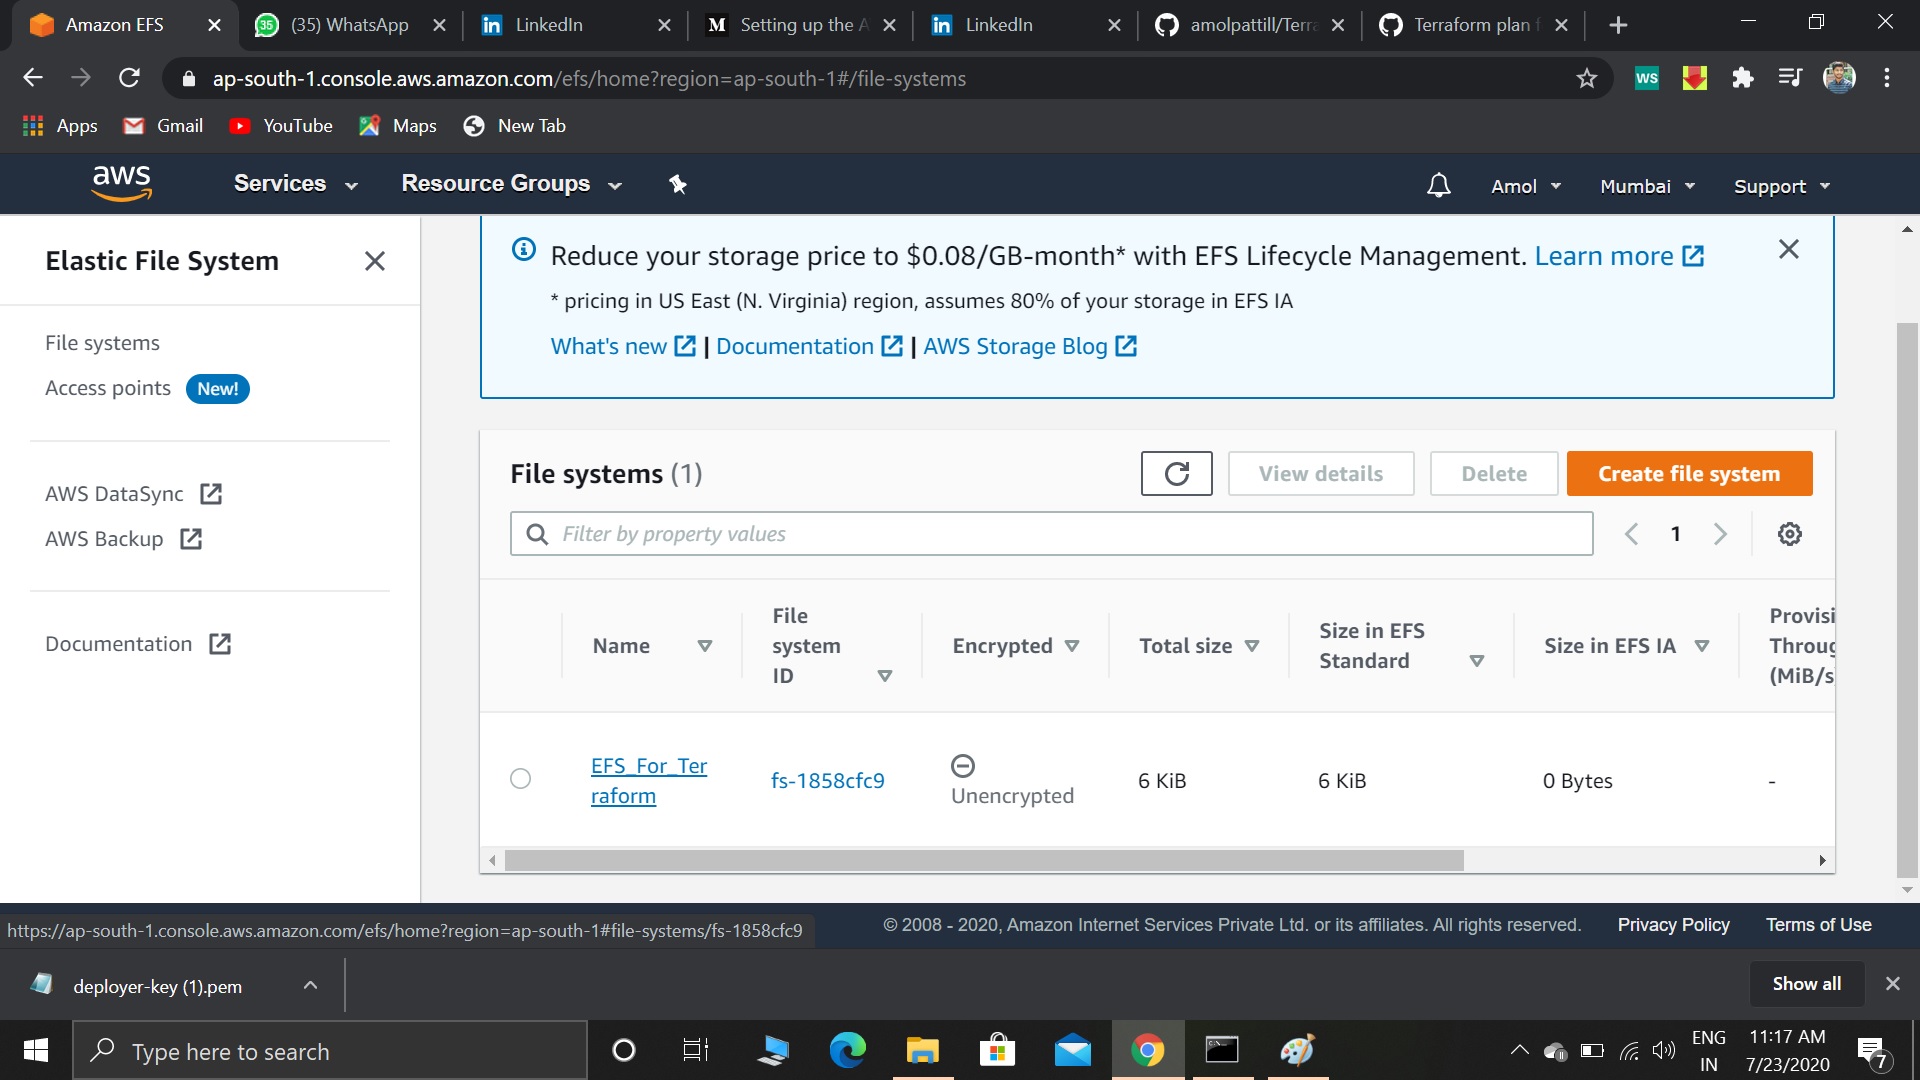 Amazon EFS
(35) WhatsApp
LinkedIn
Setting up the A
LinkedIn
amolpattill/Terra
Terraform plan f
ap-south-1.console.aws.amazon.com/efs/home?region=ap-south-1#/file-systems
WS
Apps
Gmail
YouTube
Maps
New Tab
aws
Services
Resource Groups
Amol
Mumbai
Support
Elastic File System
File systems
Access points New!
AWS DataSync
AWS Backup
Documentation
Reduce your storage price to $0.08/GB-month* with EFS Lifecycle Management. Learn more
* pricing in US East (N. Virginia) region, assumes 80% of your storage in EFS IA
What's new | Documentation | AWS Storage Blog
File systems (1)
View details
Delete
Create file system
Filter by property values
1
Name
File system ID
Encrypted
Total size
Size in EFS Standard
Size in EFS IA
Provisi
Throug
(MiB/s
EFS_For_Ter
raform
fs-1858cfc9
Unencrypted
6 KiB
6 KiB
0 Bytes
-
https://ap-south-1.console.aws.amazon.com/efs/home?region=ap-south-1#file-systems/fs-1858cfc9
© 2008 - 2020, Amazon Internet Services Private Ltd. or its affiliates. All rights reserved.
Privacy Policy
Terms of Use
deployer-key (1).pem
Show all
Type here to search
ENG
IN
11:17 AM
7/23/2020
7